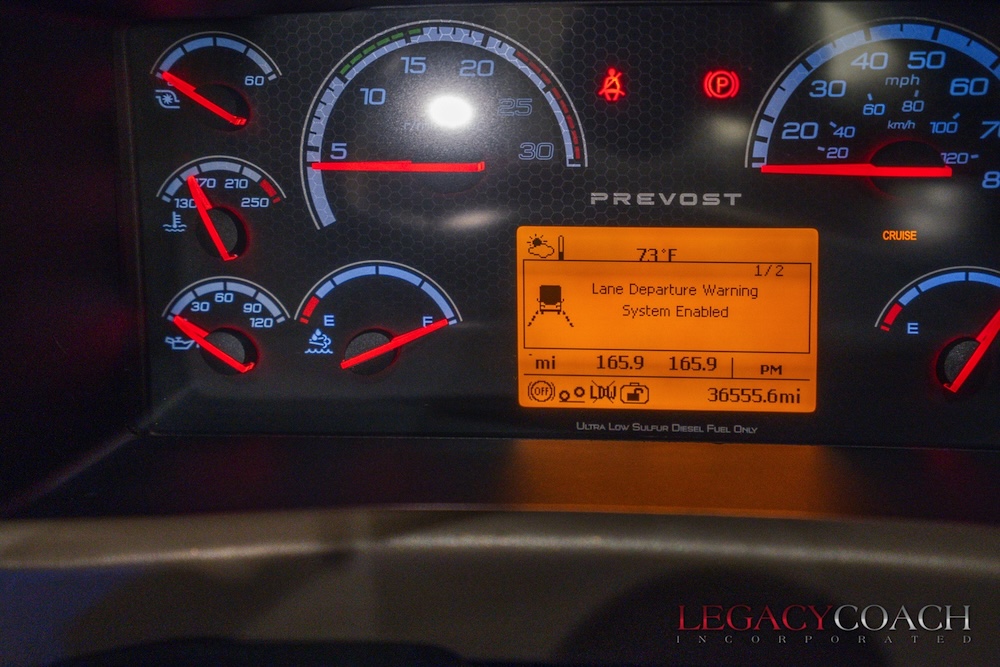 60
130 170 210 250
30 60 90 120
5 10 15 20 25 30
E F
P
PREVOST
20 30 40 50 60
mph
20 40 60 80 100 120
km/h
CRUISE
E
73°F
1/2
Lane Departure Warning
System Enabled
mi 165.9 165.9 PM
OFF LDW 36555.6mi
ULTRA LOW SULFUR DIESEL FUEL ONLY
LEGACYCOACH
INCORPORATED